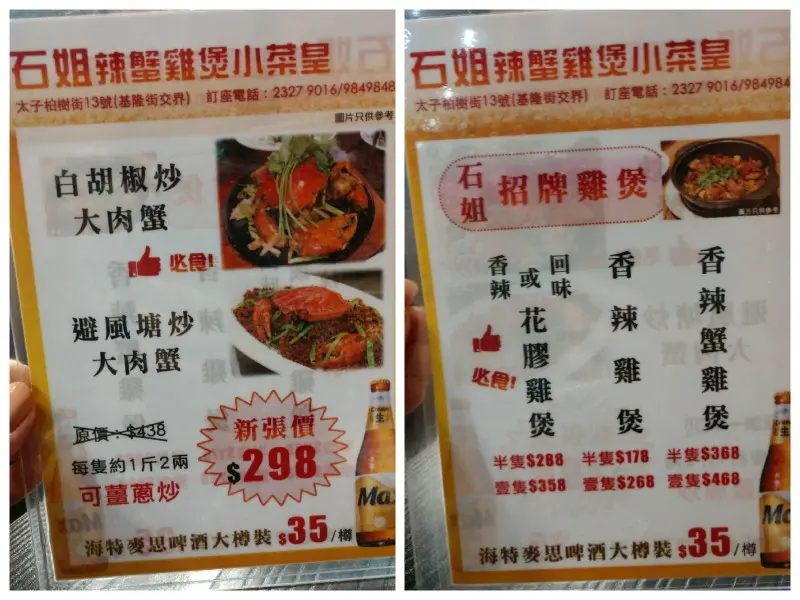 石姐辣蟹雞煲小菜皇
太子柏樹街13號(基隆街交界) 訂座電話：2327 9016/984984
圖片只供參考
白胡椒炒
大肉蟹
必食!
避風塘炒
大肉蟹
原價：$438
每隻約1斤2兩
可薑蔥炒
新張價
$298
海特麥思啤酒大樽裝 $35/樽
石姐辣蟹雞煲小菜皇
太子柏樹街13號(基隆街交界) 訂座電話：2327 9016/98498
石姐 招牌雞煲
圖片只供參考
香辣蟹雞煲
半隻$368
壹隻$468
香辣雞煲
半隻$178
壹隻$268
香辣或回味花膠雞煲
必食!
半隻$288
壹隻$358
海特麥思啤酒大樽裝 $35/樽